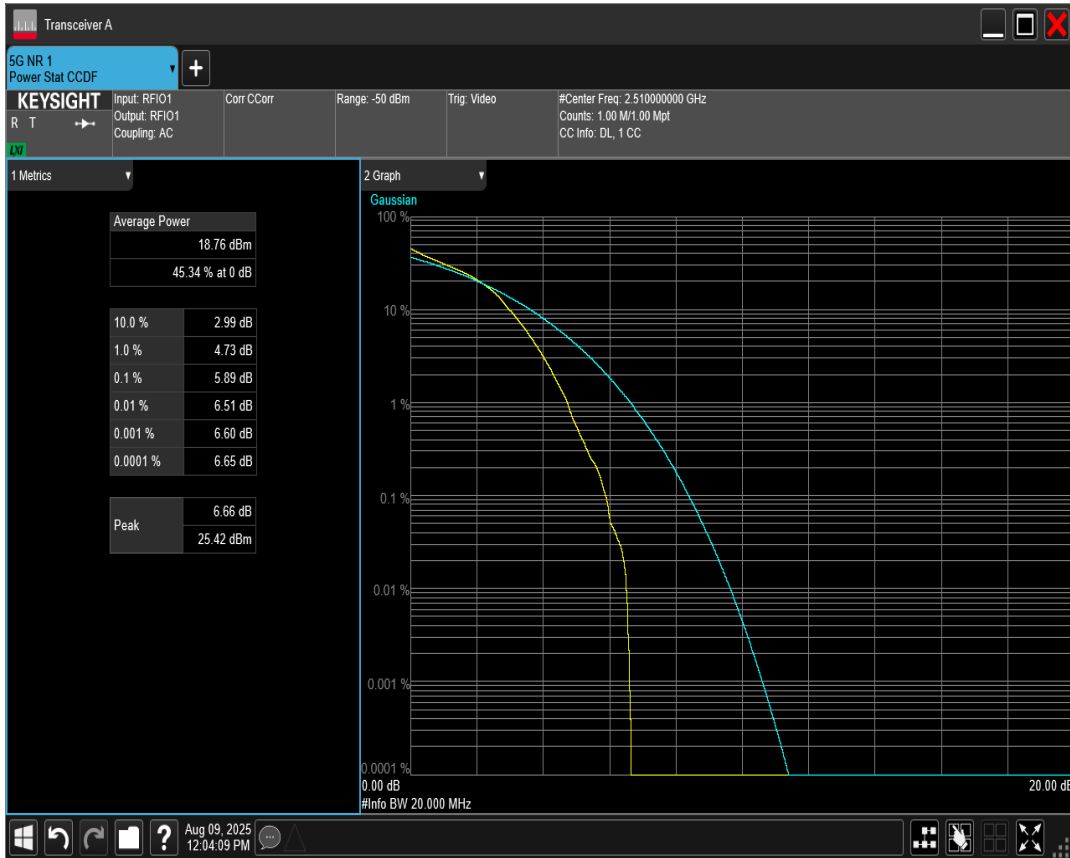 Transceiver A
5G NR 1
Power Stat CCDF
KEYSIGHT
R T
LXI
Input: RFIO1
Output: RFIO1
Coupling: AC
Corr CCorr
Range: -50 dBm
Trig: Video
#Center Freq: 2.510000000 GHz
Counts: 1.00 M/1.00 Mpt
CC Info: DL, 1 CC
1 Metrics
Average Power
18.76 dBm
45.34 % at 0 dB
10.0 % 2.99 dB
1.0 % 4.73 dB
0.1 % 5.89 dB
0.01 % 6.51 dB
0.001 % 6.60 dB
0.0001 % 6.65 dB
Peak
6.66 dB
25.42 dBm
2 Graph
Gaussian
100 %
10 %
1 %
0.1 %
0.01 %
0.001 %
0.0001 %
0.00 dB
20.00 dB
#Info BW 20.000 MHz
Aug 09, 2025
12:04:09 PM